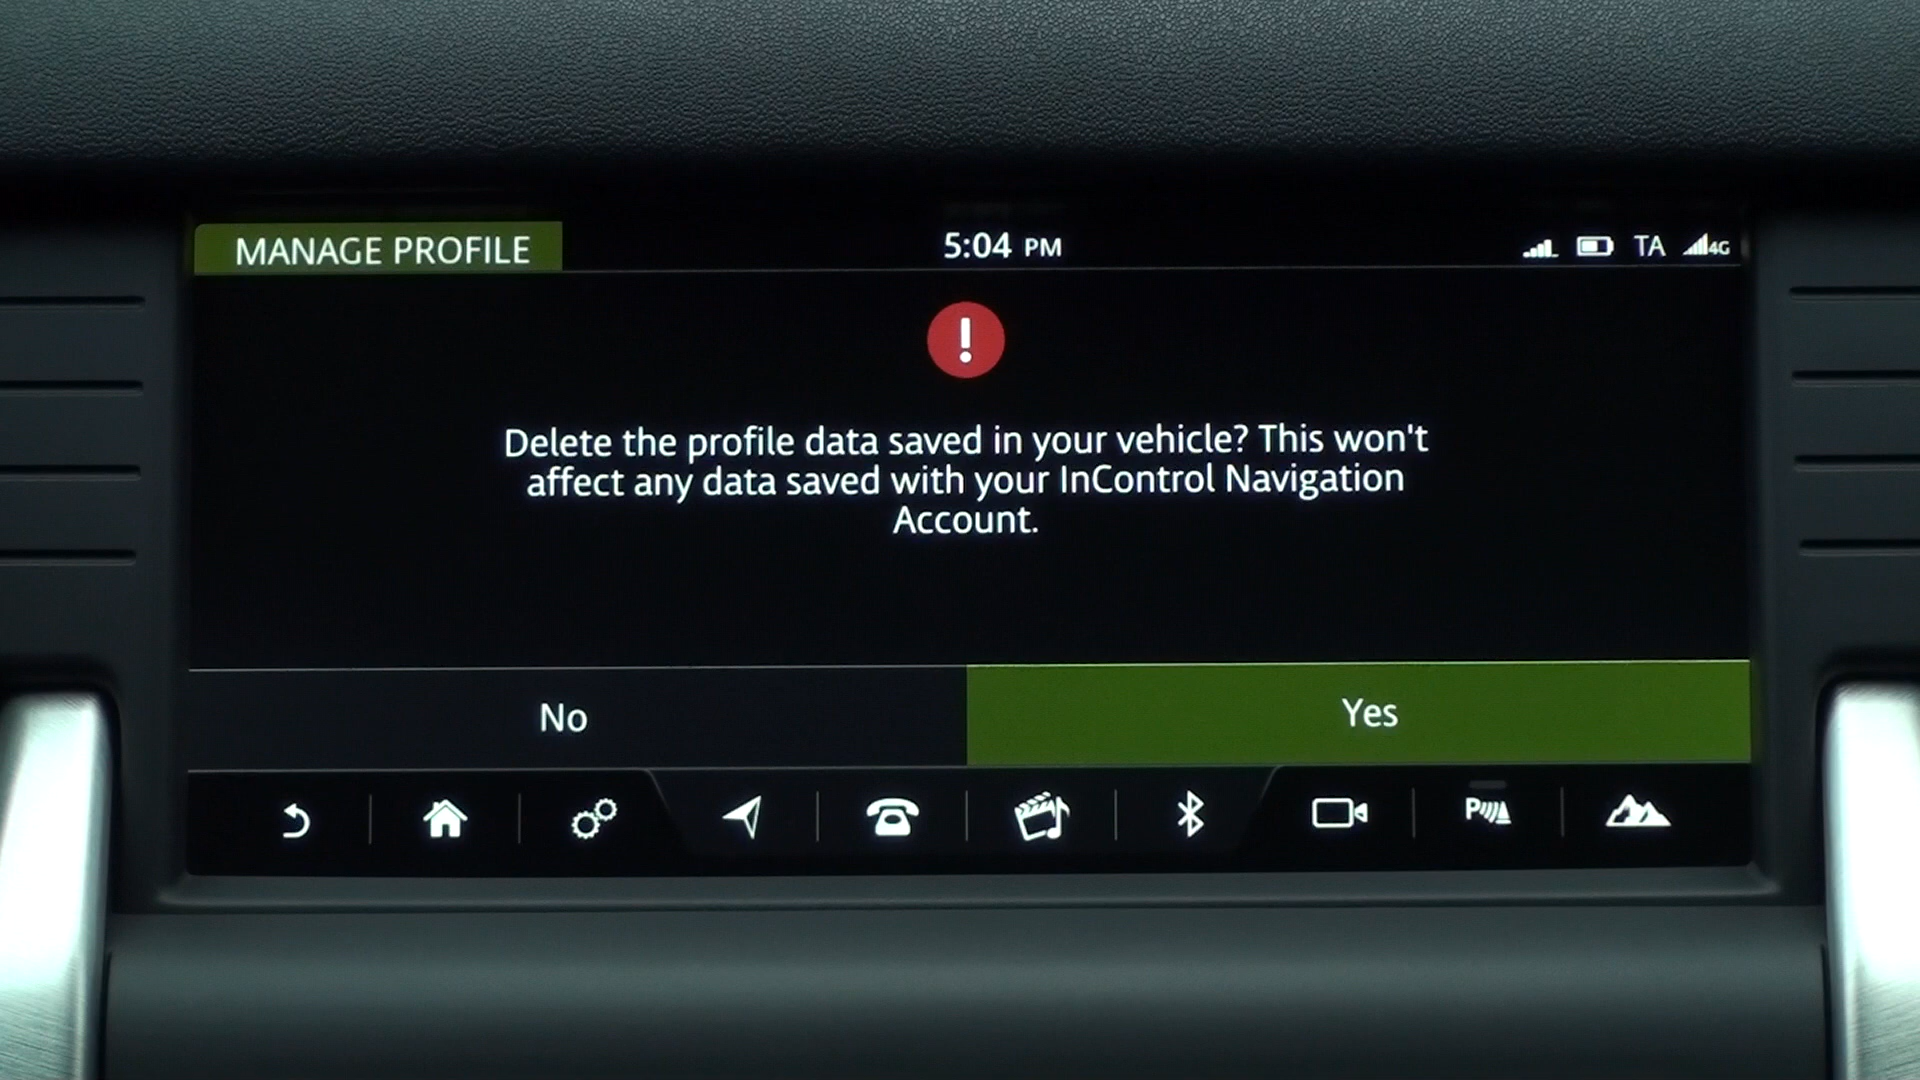 MANAGE PROFILE
5:04 PM
TA
4G
Delete the profile data saved in your vehicle? This won't
affect any data saved with your InControl Navigation
Account.
No
Yes
P